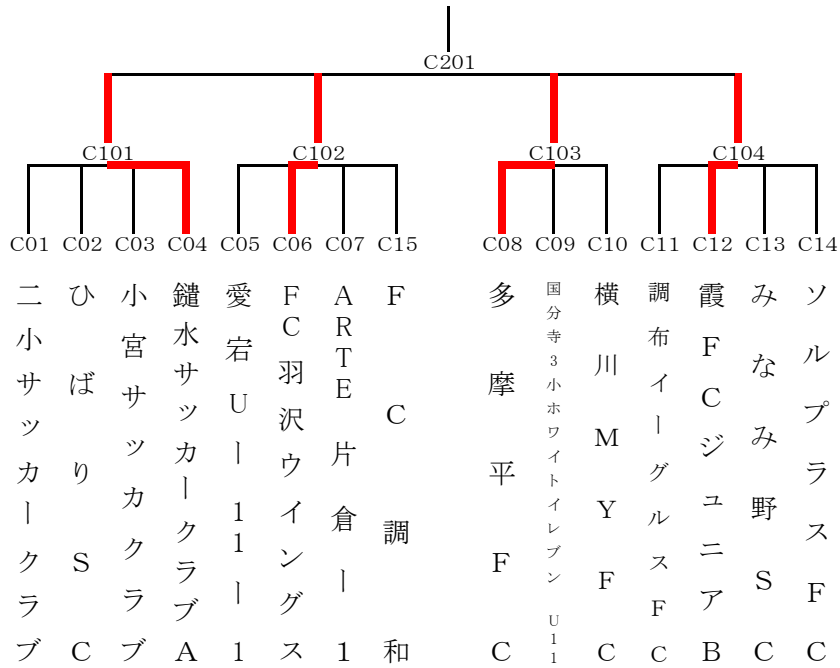 C201
C101
C102
C103
C104
C01
C02
C03
C04
C05
C06
C07
C15
C08
C09
C10
C11
C12
C13
C14
二小サッカークラブ
ひばりSC
小宮サッカクラブ
鑓水サッカークラブA
愛宕Uー11ー1
FC羽沢ウイングス
ARTE片倉ー1
FC調和
多摩平FC
国分寺3小ホワイトイレブン U11
横川MYFC
調布イーグルスFC
霞FCジュニアB
みなみ野SC
ソルプラスFC